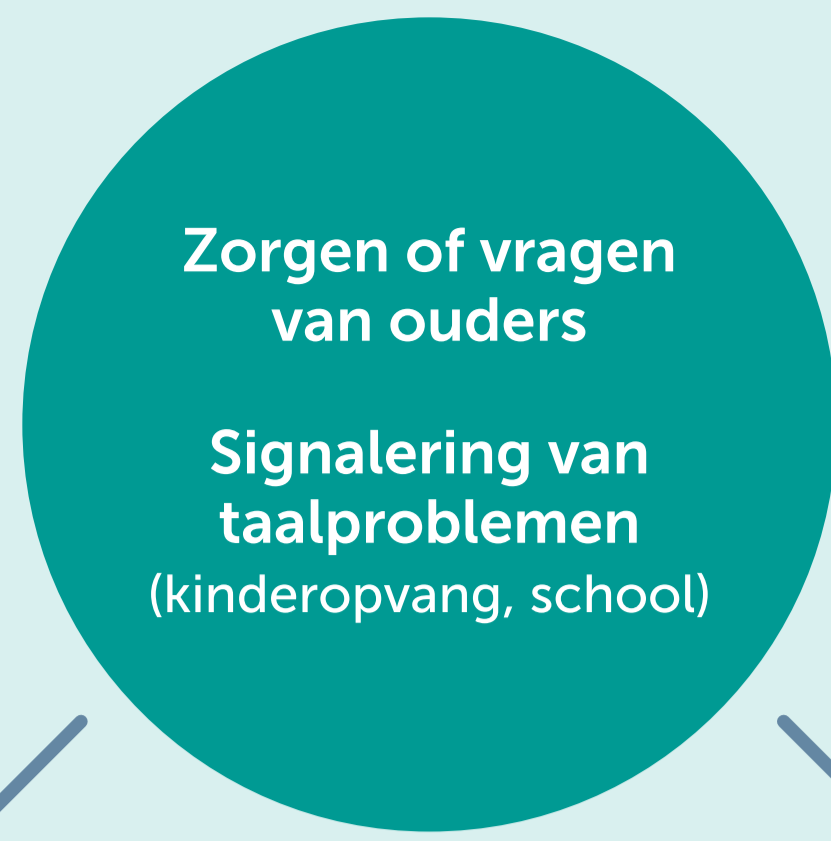 Zorgen of vragen
van ouders
Signalering van
taalproblemen
(kinderopvang, school)